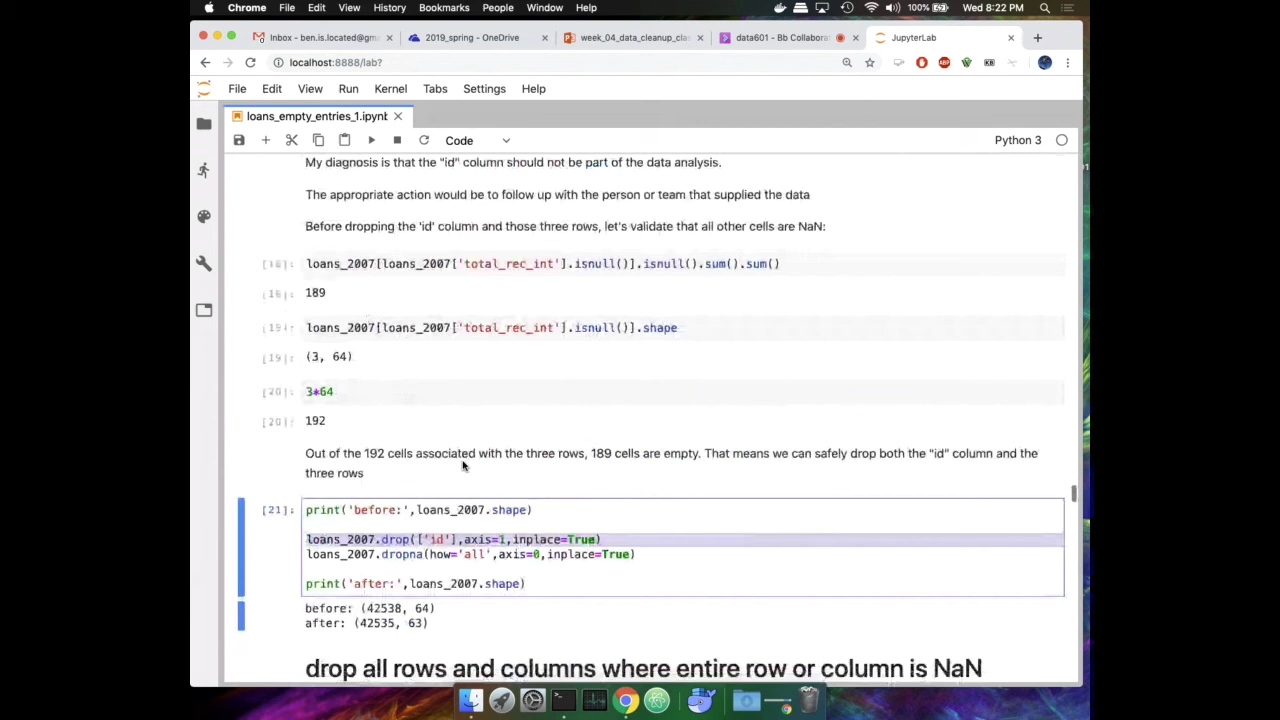 Chrome File Edit View History Bookmarks People Window Help 100% Wed 8:22 PM
Inbox - ben.is.located@gm 2019_spring - OneDrive week_04_data_cleanup_cla data601 - Bb Collabora JupyterLab
localhost:8888/lab?
File Edit View Run Kernel Tabs Settings Help
loans_empty_entries_1.ipynb
Code Python 3
My diagnosis is that the "id" column should not be part of the data analysis.
The appropriate action would be to follow up with the person or team that supplied the data
Before dropping the 'id' column and those three rows, let's validate that all other cells are NaN:
loans_2007[loans_2007['total_rec_int'].isnull()].isnull().sum().sum()
189
[19]: loans_2007[loans_2007['total_rec_int'].isnull()].shape
[19]: (3, 64)
[20]: 3*64
[20]: 192
Out of the 192 cells associated with the three rows, 189 cells are empty. That means we can safely drop both the "id" column and the
three rows
[21]: print('before:',loans_2007.shape)
loans_2007.drop(['id'],axis=1,inplace=True)
loans_2007.dropna(how='all',axis=0,inplace=True)
print('after:',loans_2007.shape)
before: (42538, 64)
after: (42535, 63)
drop all rows and columns where entire row or column is NaN